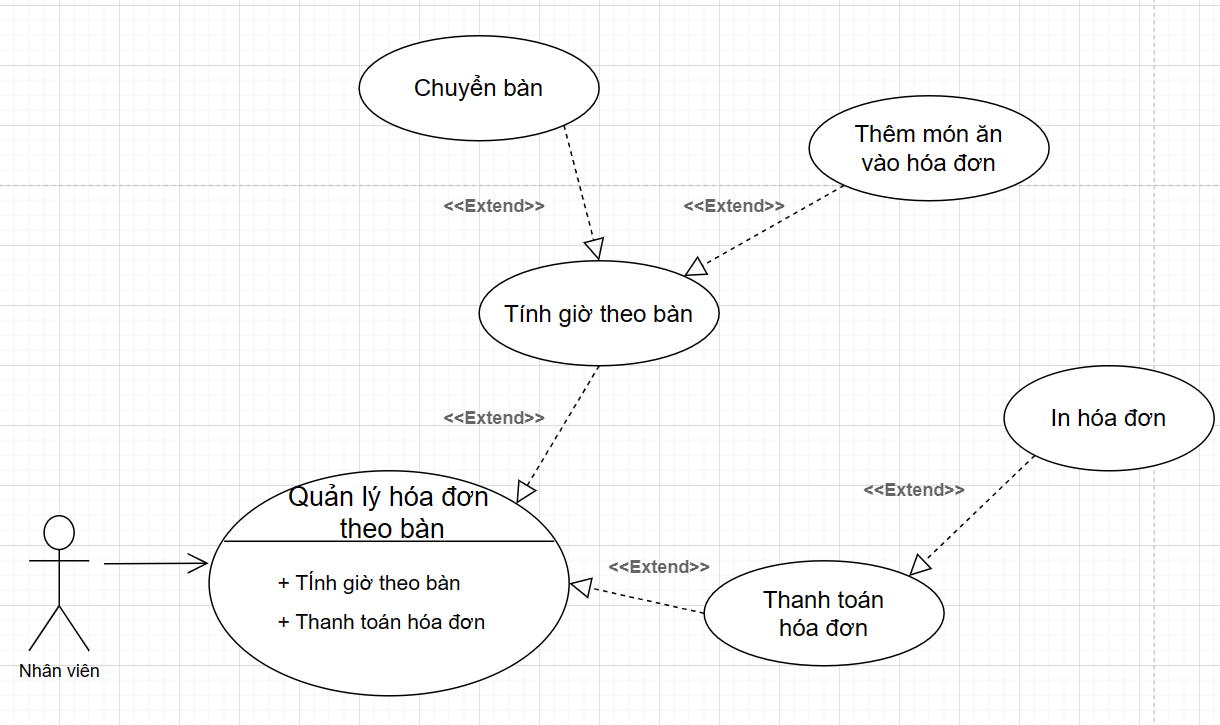 Chuyển bàn
Thêm món ăn
vào hóa đơn
<<Extend>>
<<Extend>>
Tính giờ theo bàn
<<Extend>>
In hóa đơn
<<Extend>>
Quản lý hóa đơn
theo bàn
+ TÍnh giờ theo bàn
+ Thanh toán hóa đơn
<<Extend>>
Thanh toán
hóa đơn
Nhân viên